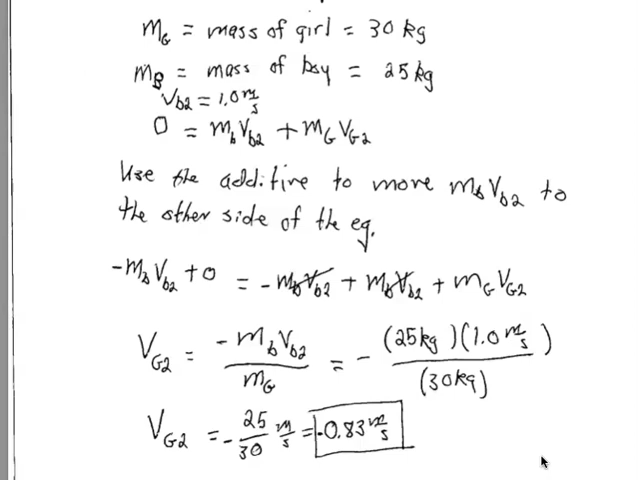 m_G = mass of girl = 30 kg
m_B = mass of boy = 25 kg
V_b2 = 1.0 m/s
0 = m_b V_b2 + m_G V_G2
Use the additive to move m_b V_b2 to
the other side of the eq.
-m_b V_b2 + 0 = -m_b V_b2 + m_b V_b2 + m_G V_G2
V_G2 = -m_b V_b2 / m_G = - (25kg)(1.0 m/s) / (30kg)
V_G2 = - 25/30 m/s = -0.83 m/s